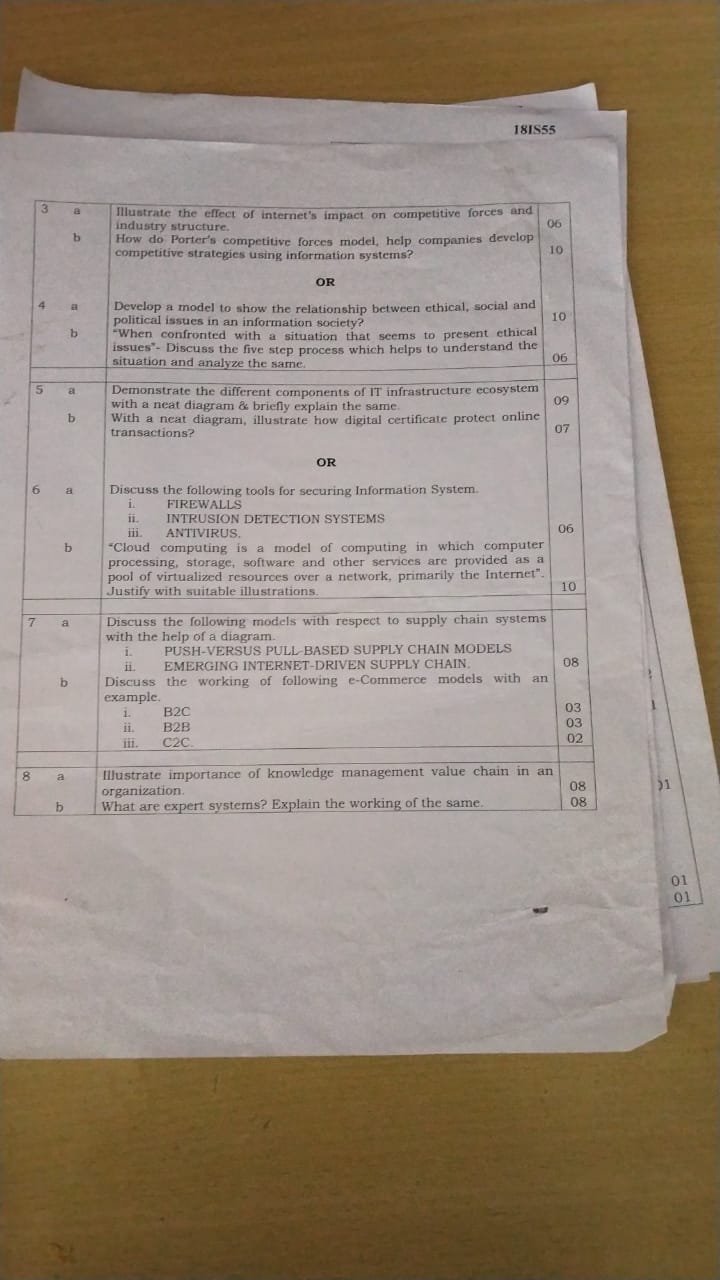 18IS55
3 a Illustrate the effect of internet's impact on competitive forces and
industry structure. 06
b How do Porter's competitive forces model, help companies develop
competitive strategies using information systems? 10
OR
4 a Develop a model to show the relationship between ethical, social and
political issues in an information society? 10
b "When confronted with a situation that seems to present ethical
issues"- Discuss the five step process which helps to understand the
situation and analyze the same. 06
5 a Demonstrate the different components of IT infrastructure ecosystem
with a neat diagram & briefly explain the same. 09
b With a neat diagram, illustrate how digital certificate protect online
transactions? 07
OR
6 a Discuss the following tools for securing Information System.
i. FIREWALLS
ii. INTRUSION DETECTION SYSTEMS
iii. ANTIVIRUS. 06
b "Cloud computing is a model of computing in which computer
processing, storage, software and other services are provided as a
pool of virtualized resources over a network, primarily the Internet".
Justify with suitable illustrations. 10
7 a Discuss the following models with respect to supply chain systems
with the help of a diagram.
i. PUSH-VERSUS PULL-BASED SUPPLY CHAIN MODELS
ii. EMERGING INTERNET-DRIVEN SUPPLY CHAIN. 08
b Discuss the working of following e-Commerce models with an
example.
i. B2C 03
ii. B2B 03
iii. C2C. 02
8 a Illustrate importance of knowledge management value chain in an
organization. 08
b What are expert systems? Explain the working of the same. 08
01
01